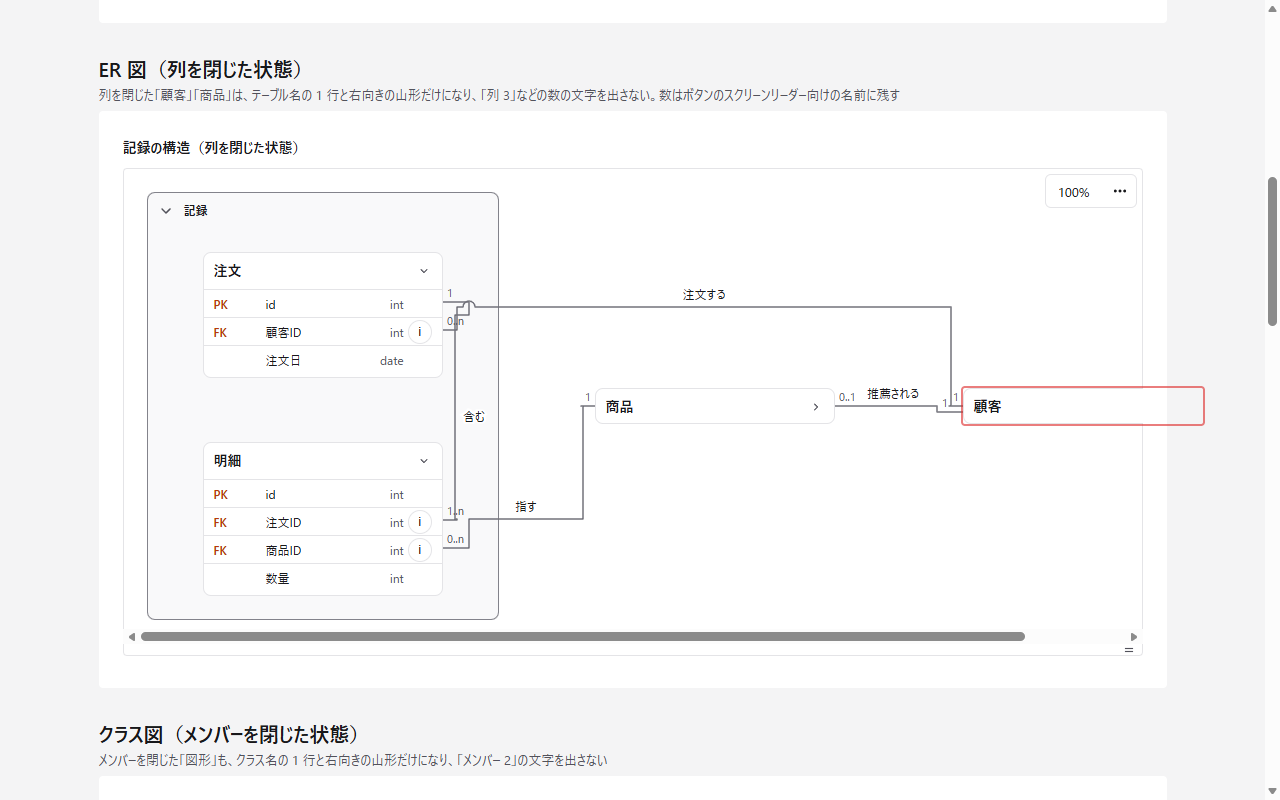 ER 図（列を閉じた状態）
列を閉じた「顧客」「商品」は、テーブル名の 1 行と右向きの山形だけになり、「列 3」などの数の文字を出さない。数はボタンのスクリーンリーダー向けの名前に残す
記録の構造（列を閉じた状態）
100%
記録
注文
PK id int
FK 顧客ID int i
注文日 date
1
0..n
注文する
含む
商品
1
0..1
推薦される
1
1
顧客
明細
PK id int
FK 注文ID int i
FK 商品ID int i
数量 int
1..n
0..n
指す
クラス図（メンバーを閉じた状態）
メンバーを閉じた「図形」も、クラス名の 1 行と右向きの山形だけになり、「メンバー 2」の文字を出さない